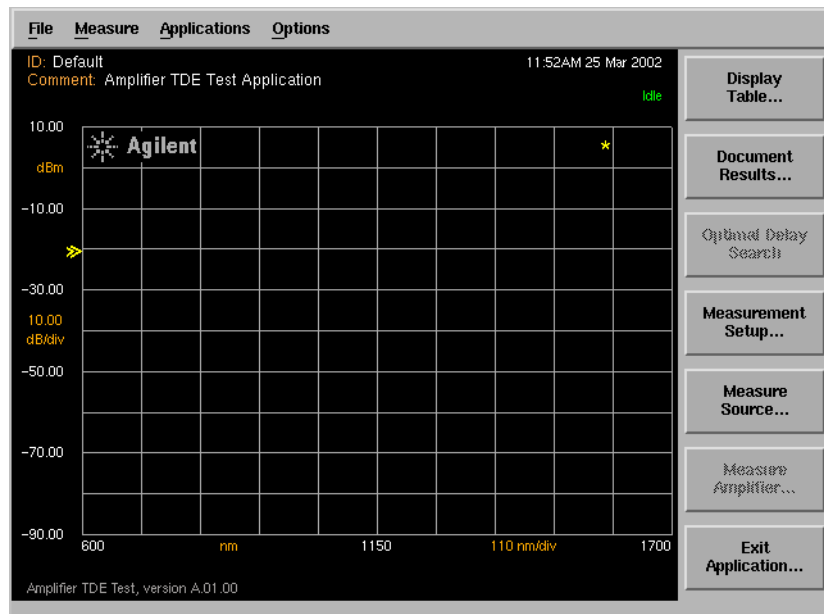 File Measure Applications Options
ID: Default
11:52AM 25 Mar 2002
Comment: Amplifier TDE Test Application
Idle
Agilent
*
10.00
dBm
-10.00
-30.00
10.00
dB/div
-50.00
-70.00
-90.00
600 nm 1150 110 nm/div 1700
Amplifier TDE Test, version A.01.00
Display
Table...
Document
Results...
Optimal Delay
Search
Measurement
Setup...
Measure
Source...
Measure
Amplifier...
Exit
Application...